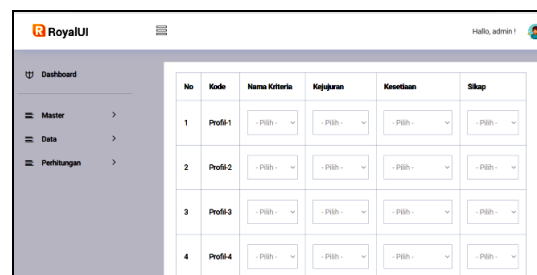 RoyalUI
Hallo, admin !
Dashboard
Master
Data
Perhitungan
No Kode Nama Kriteria Kejujuran Kesetiaan Sikap
1 Profil-1 - Pilih - - Pilih - - Pilih - - Pilih -
2 Profil-2 - Pilih - - Pilih - - Pilih - - Pilih -
3 Profil-3 - Pilih - - Pilih - - Pilih - - Pilih -
4 Profil-4 - Pilih - - Pilih - - Pilih - - Pilih -